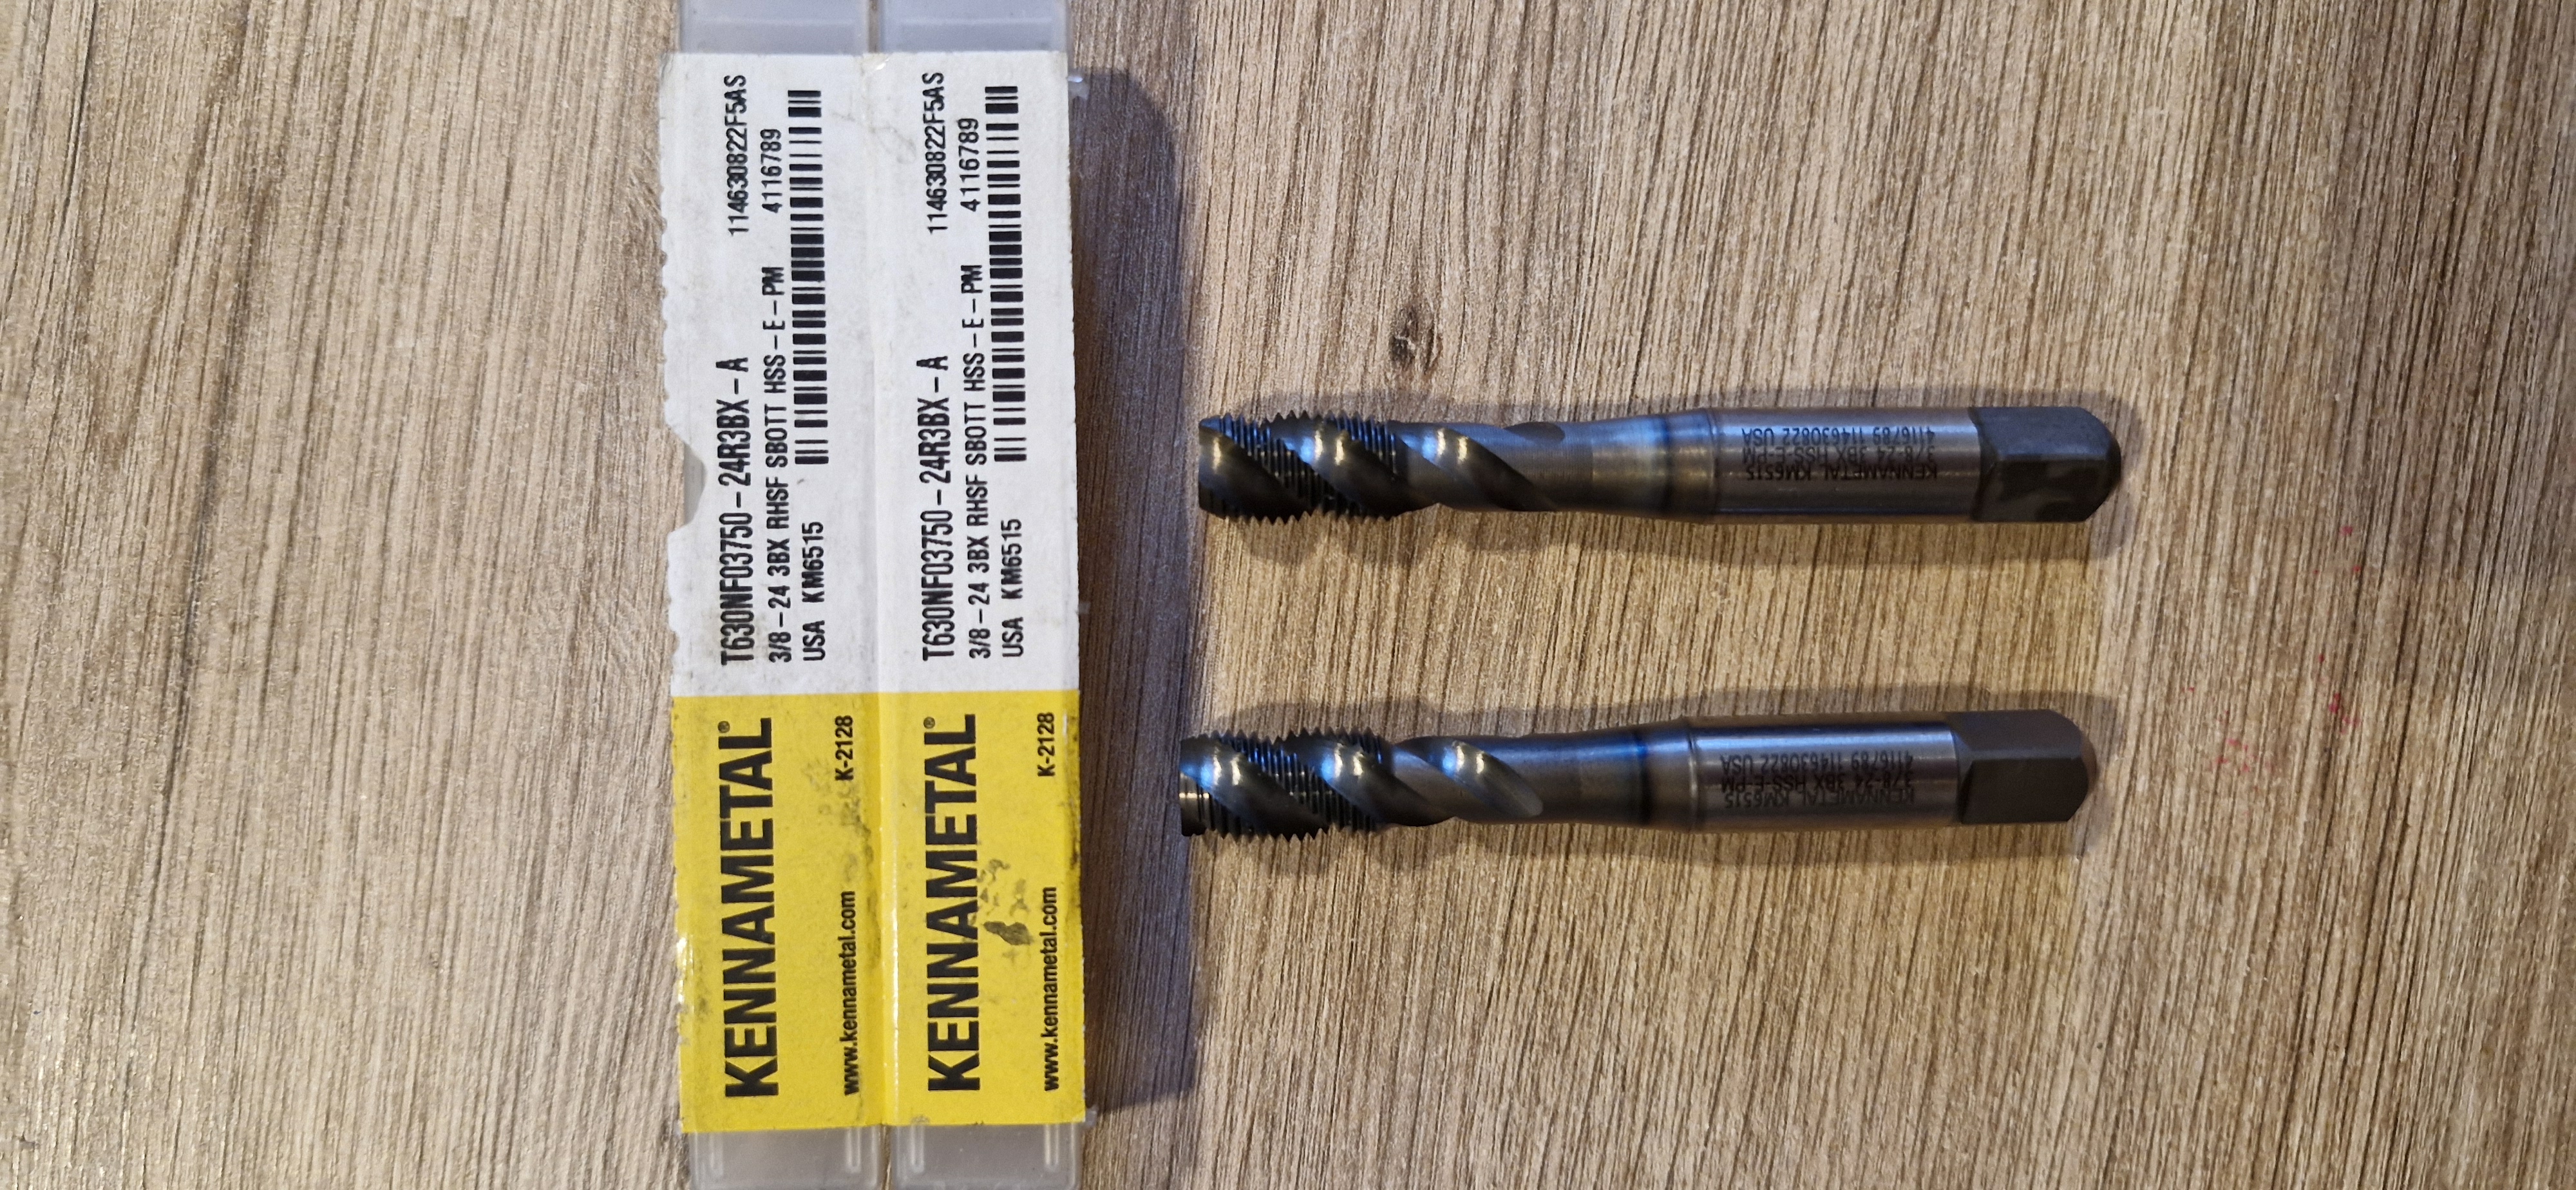 T630NF03750-24R3BX-A 114630822F5AS
3/8-24 3BX RHSF SBOTT HSS-E-PM 4116789
USA KM6515
KENNAMETAL®
www.kennametal.com K-2128
T630NF03750-24R3BX-A 114630822F5AS
3/8-24 3BX RHSF SBOTT HSS-E-PM 4116789
USA KM6515
KENNAMETAL®
www.kennametal.com K-2128
KENNAMETAL KM6515
3/8-24 3BX HSS-E-PM
4116789 114630822 USA
KENNAMETAL KM6515
3/8-24 3BX HSS-E-PM
4116789 114630822 USA